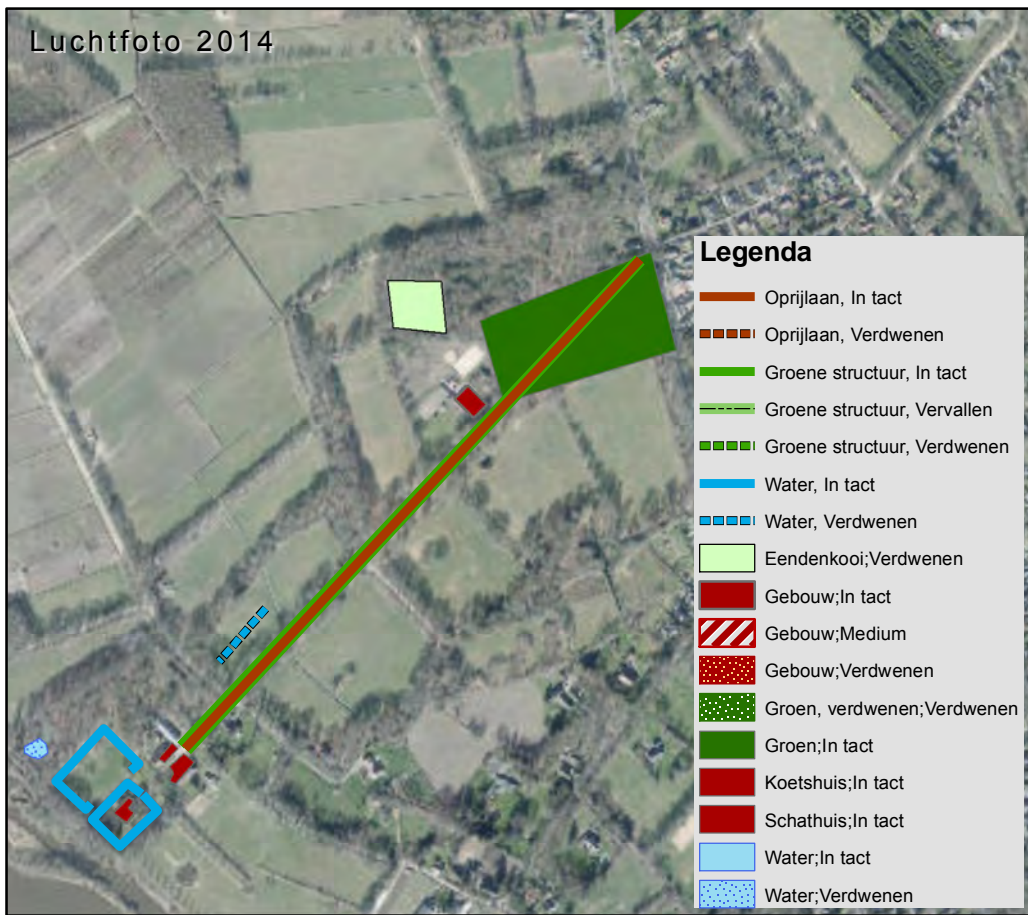 Luchtfoto 2014
Legenda
Oprijlaan, In tact
Oprijlaan, Verdwenen
Groene structuur, In tact
Groene structuur, Vervallen
Groene structuur, Verdwenen
Water, In tact
Water, Verdwenen
Eendenkooi;Verdwenen
Gebouw;In tact
Gebouw;Medium
Gebouw;Verdwenen
Groen, verdwenen;Verdwenen
Groen;In tact
Koetshuis;In tact
Schathuis;In tact
Water;In tact
Water;Verdwenen